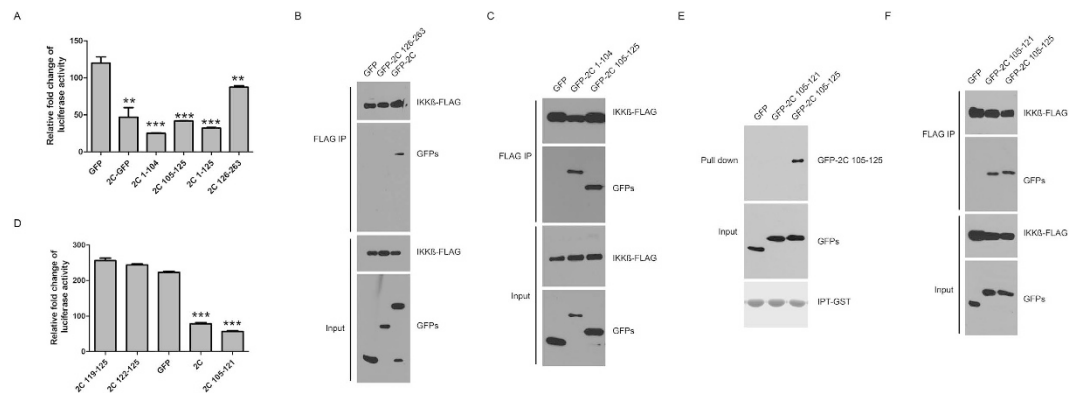 A
Relative fold change of
luciferase activity
150
100
50
0
GFP
2C-GFP
2C 1-104
2C 105-125
2C 1-125
2C 126-263
**
***
***
***
**
B
GFP
GFP-2C 126-263
GFP-2C
FLAG IP
IKKß-FLAG
GFPs
Input
IKKß-FLAG
GFPs
C
GFP
GFP-2C 1-104
GFP-2C 105-125
FLAG IP
IKKß-FLAG
GFPs
Input
IKKß-FLAG
GFPs
D
Relative fold change of
luciferase activity
300
200
100
0
2C 119-125
2C 122-125
GFP
2C
2C 105-121
***
***
E
GFP
GFP-2C 105-121
GFP-2C 105-125
Pull down
GFP-2C 105-125
Input
GFPs
IPT-GST
F
GFP
GFP-2C 105-121
GFP-2C 105-125
FLAG IP
IKKß-FLAG
GFPs
Input
IKKß-FLAG
GFPs